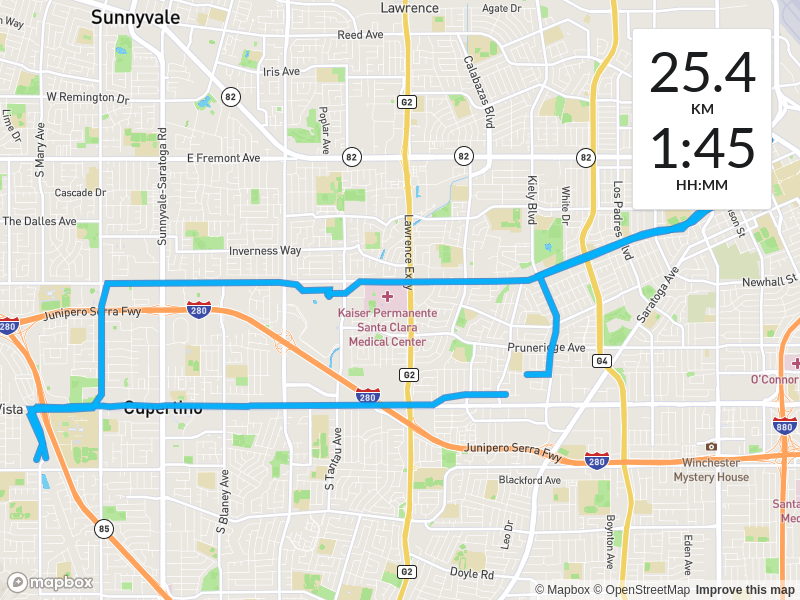 Sunnyvale
Lawrence
Agate Dr
Reed Ave
Calabazas Blvd
Iris Ave
W Remington Dr
82
G2
Lime Dr
S Mary Ave
Sunnyvale-Saratoga Rd
Poplar Ave
E Fremont Ave
82
82
82
25.4
KM
1:45
HH:MM
Cascade Dr
Kiely Blvd
White Dr
Los Padres Blvd
The Dalles Ave
Lawrence Expy
Inverness Way
Saratoga Ave
Newhall St
280
Junipero Serra Fwy
280
Kaiser Permanente
Santa Clara
Medical Center
Pruneridge Ave
G4
G2
O'Connor
280
Vista
Cupertino
880
S Tantau Ave
Junipero Serra Fwy
280
Winchester
Mystery House
S Blaney Ave
Blackford Ave
Santa
Med
85
Leo Dr
Boynton Ave
Eden Ave
G2
Doyle Rd
mapbox
© Mapbox © OpenStreetMap Improve this map